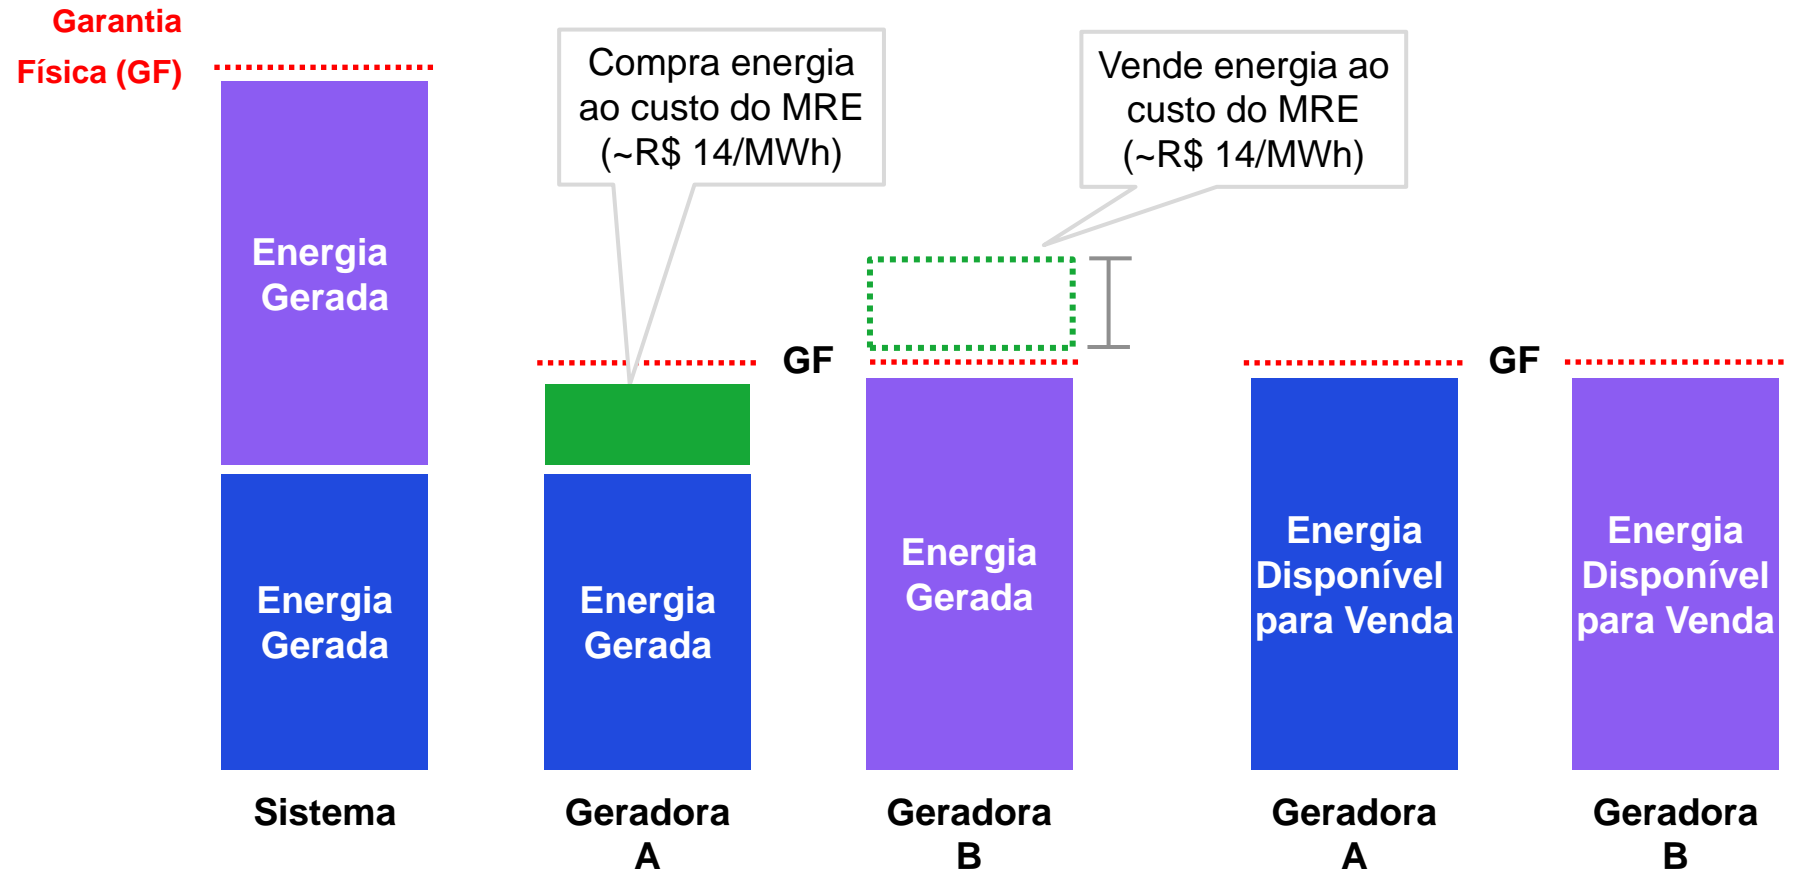 Garantia
Física (GF)
Compra energia
ao custo do MRE
(~R$ 14/MWh)
Vende energia ao
custo do MRE
(~R$ 14/MWh)
Energia
Gerada
GF
GF
Energia
Gerada
Energia
Gerada
Energia
Gerada
Energia
Disponível
para Venda
Energia
Disponível
para Venda
Sistema
Geradora
A
Geradora
B
Geradora
A
Geradora
B